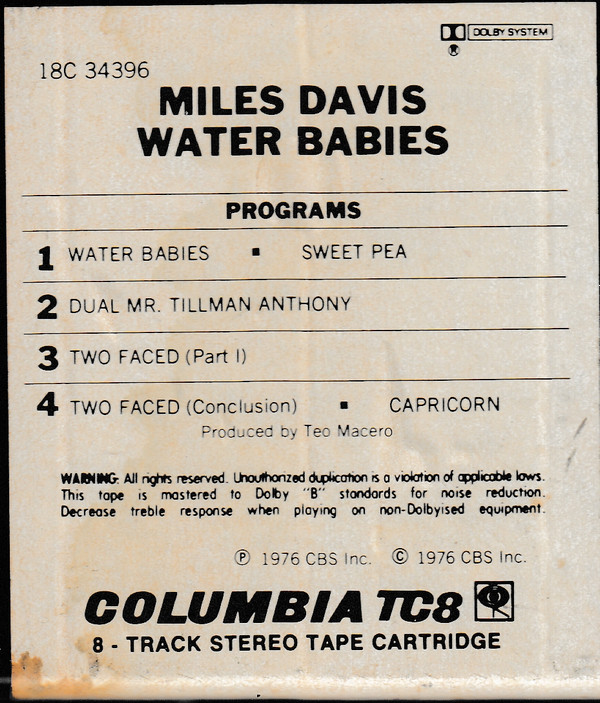 DOLBY SYSTEM
®
18C 34396
MILES DAVIS
WATER BABIES
PROGRAMS
1 WATER BABIES ▪ SWEET PEA
2 DUAL MR. TILLMAN ANTHONY
3 TWO FACED (Part I)
4 TWO FACED (Conclusion) ▪ CAPRICORN
Produced by Teo Macero
WARNING: All rights reserved. Unauthorized duplication is a violation of applicable laws.
This tape is mastered to Dolby "B" standards for noise reduction.
Decrease treble response when playing on non-Dolbyised equipment.
℗ 1976 CBS Inc. © 1976 CBS Inc.
COLUMBIA TC8
8 - TRACK STEREO TAPE CARTRIDGE